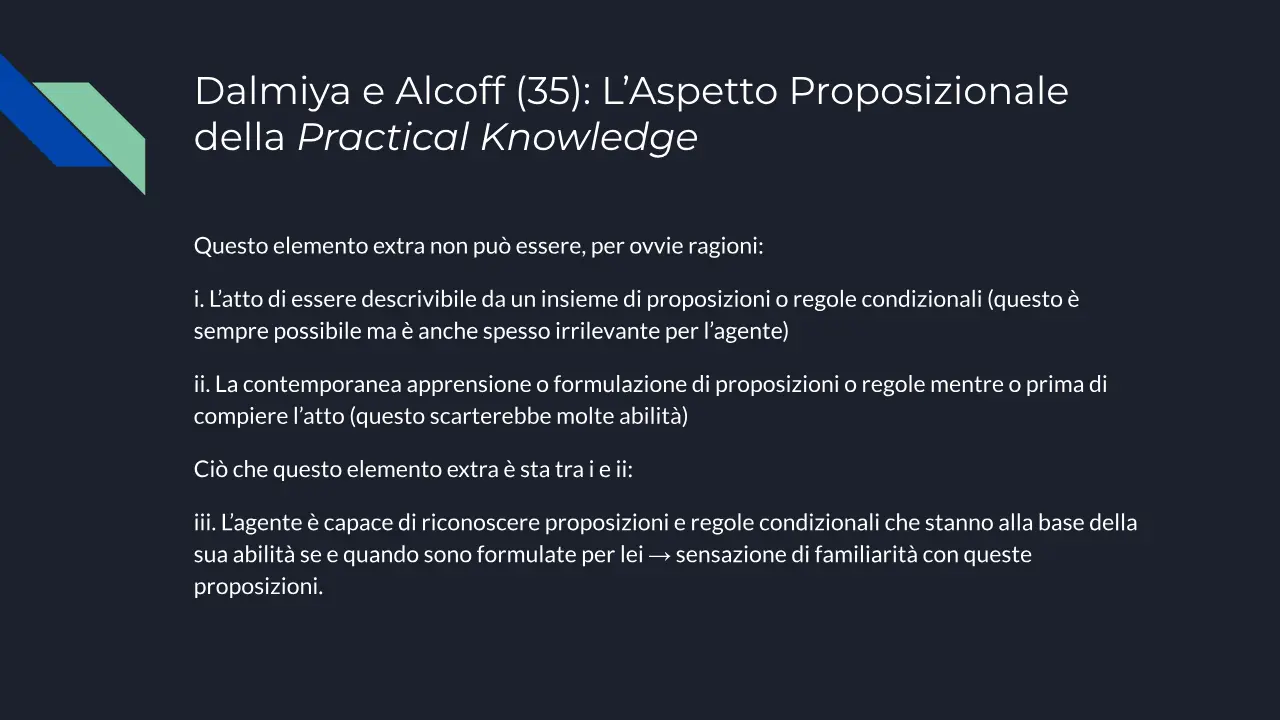 Dalmiya e Alcoff (35): L’Aspetto Proposizionale
della Practical Knowledge
Questo elemento extra non può essere, per ovvie ragioni:
i. L’atto di essere descrivibile da un insieme di proposizioni o regole condizionali (questo è
sempre possibile ma è anche spesso irrilevante per l’agente)
ii. La contemporanea apprensione o formulazione di proposizioni o regole mentre o prima di
compiere l’atto (questo scarterebbe molte abilità)
Ciò che questo elemento extra è sta tra i e ii:
iii. L’agente è capace di riconoscere proposizioni e regole condizionali che stanno alla base della
sua abilità se e quando sono formulate per lei → sensazione di familiarità con queste
proposizioni.